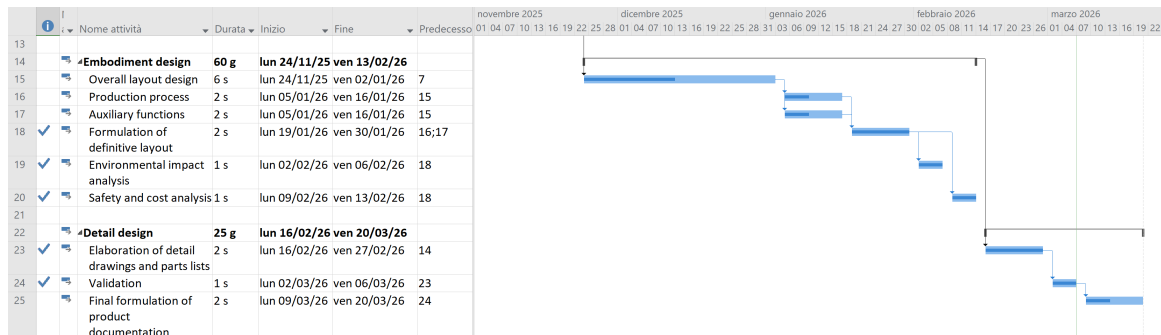 novembre 2025 dicembre 2025 gennaio 2026 febbraio 2026 marzo 2026
Nome attività Durata Inizio Fine Predecesso 01 04 07 10 13 16 19 22 25 28 01 04 07 10 13 16 19 22 25 28 31 03 06 09 12 15 18 21 24 27 30 02 05 08 11 14 17 20 23 26 01 04 07 10 13 16 19 22
13
14 Embodiment design 60 g lun 24/11/25 ven 13/02/26
15 Overall layout design 6 s lun 24/11/25 ven 02/01/26 7
16 Production process 2 s lun 05/01/26 ven 16/01/26 15
17 Auxiliary functions 2 s lun 05/01/26 ven 16/01/26 15
18 Formulation of 2 s lun 19/01/26 ven 30/01/26 16;17
definitive layout
19 Environmental impact 1 s lun 02/02/26 ven 06/02/26 18
analysis
20 Safety and cost analysis 1 s lun 09/02/26 ven 13/02/26 18
21
22 Detail design 25 g lun 16/02/26 ven 20/03/26
23 Elaboration of detail 2 s lun 16/02/26 ven 27/02/26 14
drawings and parts lists
24 Validation 1 s lun 02/03/26 ven 06/03/26 23
25 Final formulation of 2 s lun 09/03/26 ven 20/03/26 24
product
documentation